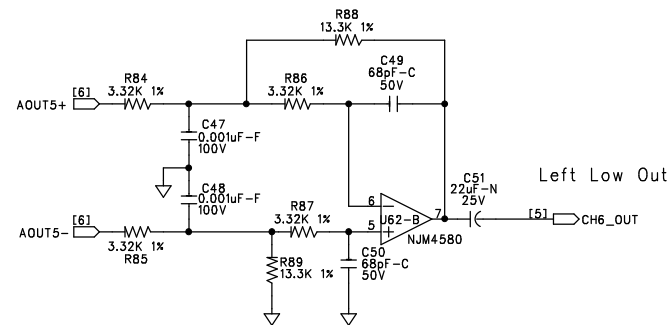 R88
13.3K 1%
C49
68pF-C
50V
R84
3.32K 1%
R86
3.32K 1%
[6]
AOUT5+
C47
0.001uF-F
100V
C48
0.001uF-F
100V
R87
3.32K 1%
[6]
AOUT5-
3.32K 1%
R85
R89
13.3K 1%
C50
68pF-C
50V
6
5
U62-B
7
NJM4580
C51
22uF-N
25V
Left Low Out
[5]
CH6_OUT